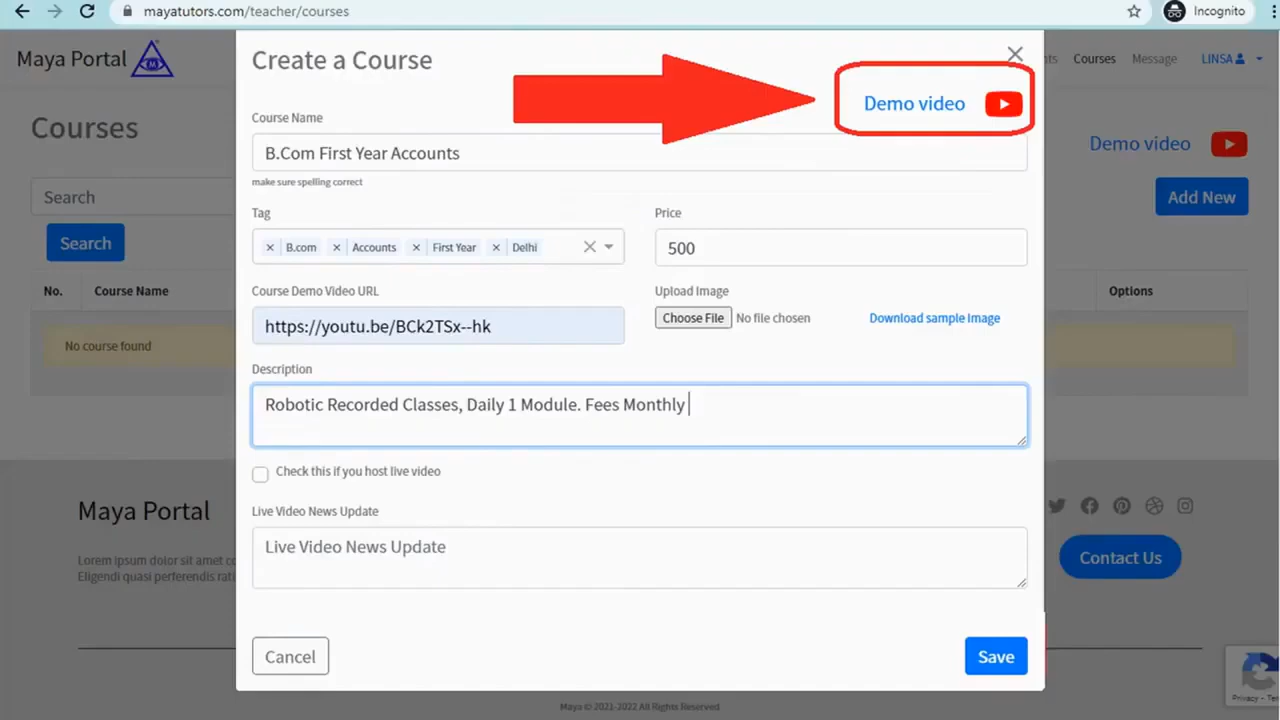 mayatutors.com/teacher/courses
Incognito
Maya Portal
M
nts Courses Message LINSA
Create a Course
Demo video
Courses
Demo video
Course Name
B.Com First Year Accounts
make sure spelling correct
Search
Add New
Search
Tag
Price
× B.com × Accounts × First Year × Delhi
500
No. Course Name
Options
Course Demo Video URL
Upload Image
https://youtu.be/BCk2TSx--hk
Choose File No file chosen
Download sample Image
No course found
Description
Robotic Recorded Classes, Daily 1 Module. Fees Monthly
Check this if you host live video
Live Video News Update
Live Video News Update
Maya Portal
Lorem ipsum dolor sit amet co
Eligendi quasi perferendis rati
Contact Us
Cancel
Save
Privacy - Ter
Maya © 2021-2022 All Rights Reserved